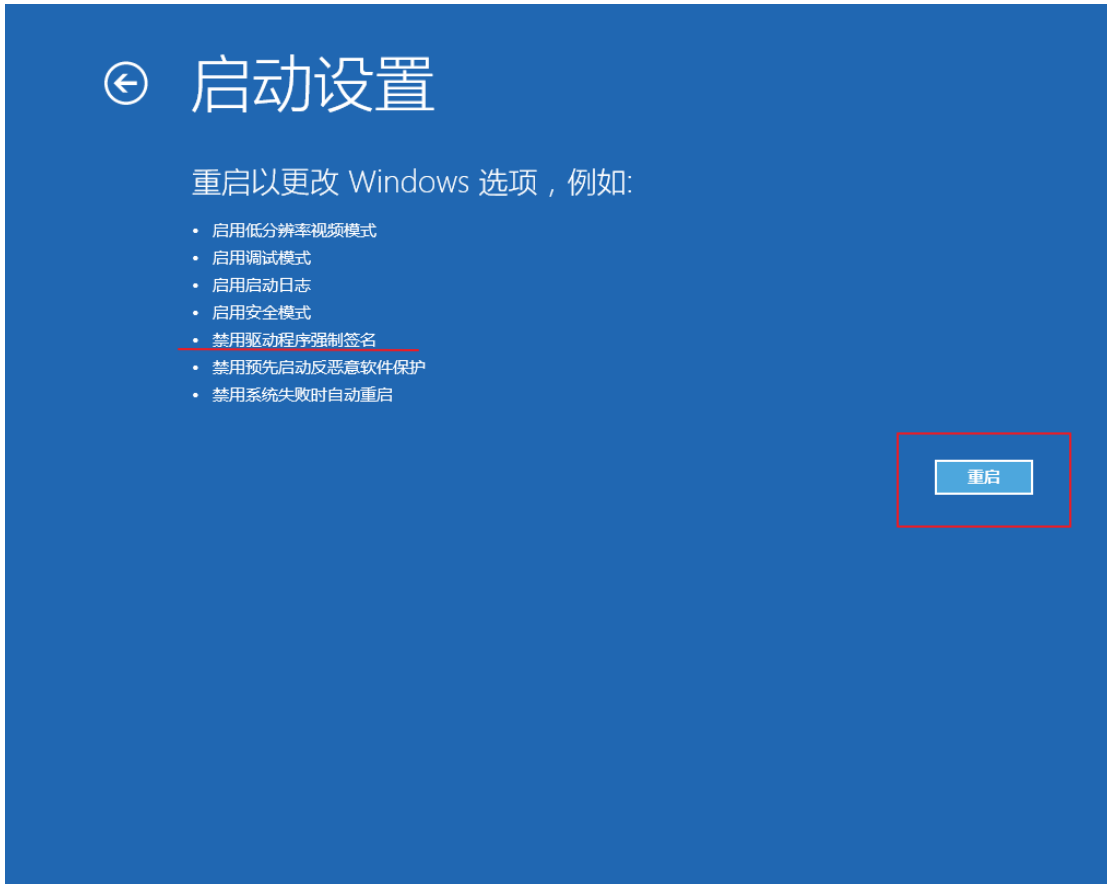 启动设置
重启以更改 Windows 选项，例如:
• 启用低分辨率视频模式
• 启用调试模式
• 启用启动日志
• 启用安全模式
• 禁用驱动程序强制签名
• 禁用预先启动反恶意软件保护
• 禁用系统失败时自动重启
重启